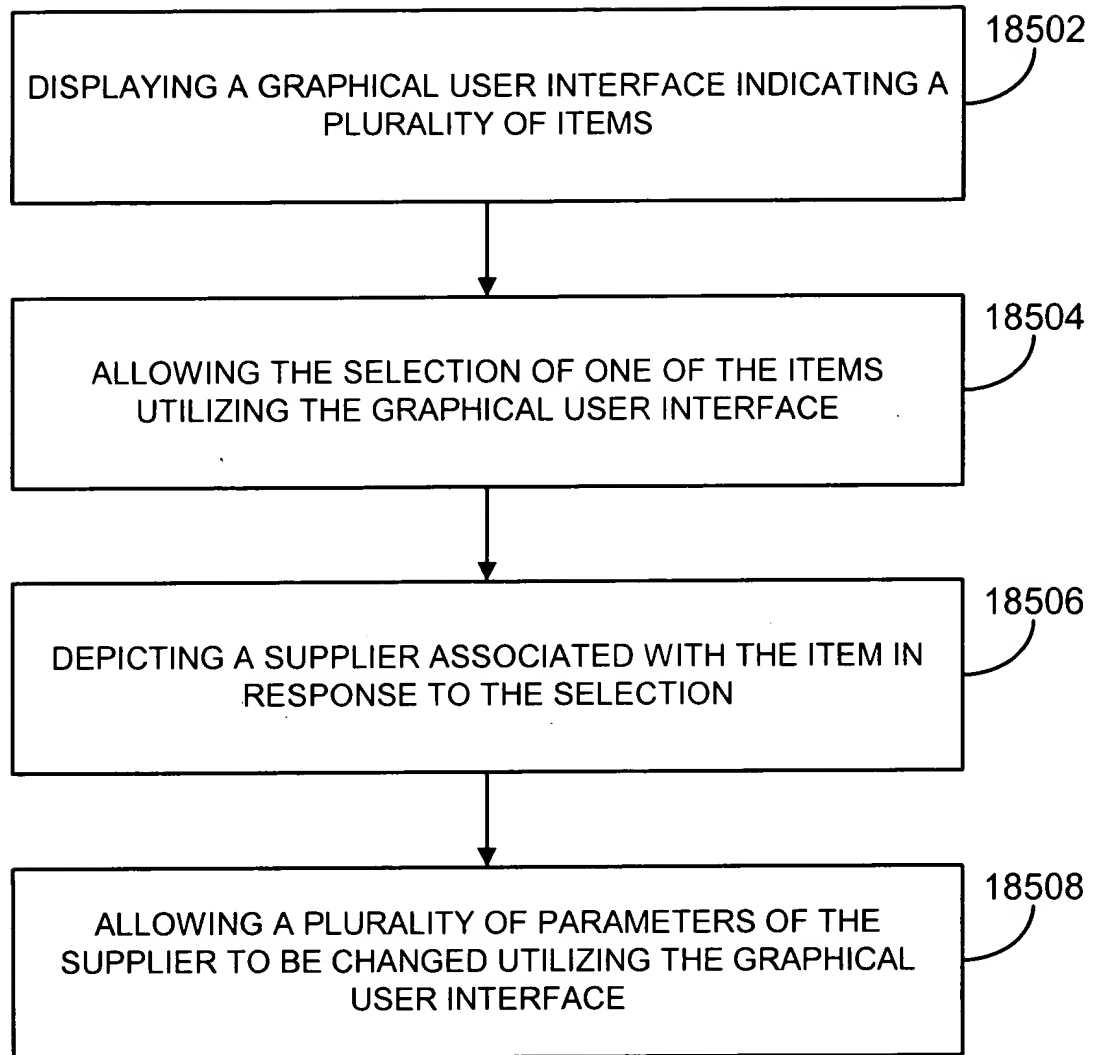 18502
DISPLAYING A GRAPHICAL USER INTERFACE INDICATING A
PLURALITY OF ITEMS
18504
ALLOWING THE SELECTION OF ONE OF THE ITEMS
UTILIZING THE GRAPHICAL USER INTERFACE
18506
DEPICTING A SUPPLIER ASSOCIATED WITH THE ITEM IN
RESPONSE TO THE SELECTION
18508
ALLOWING A PLURALITY OF PARAMETERS OF THE
SUPPLIER TO BE CHANGED UTILIZING THE GRAPHICAL
USER INTERFACE